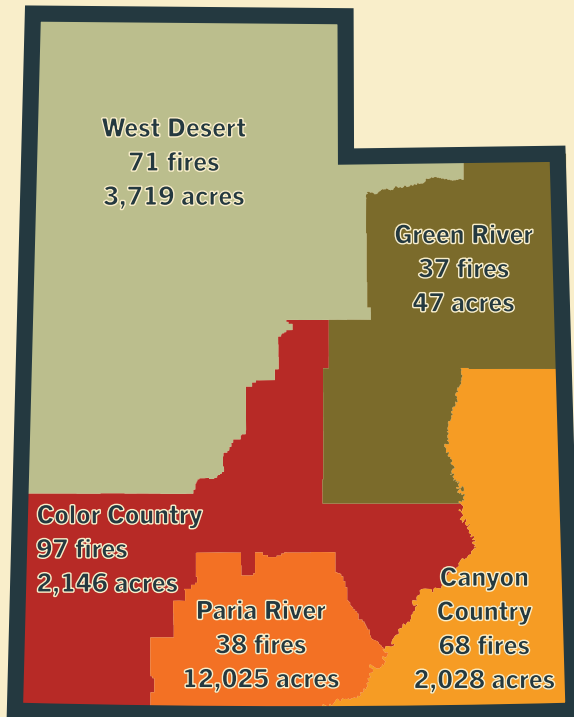 West Desert
71 fires
3,719 acres
Green River
37 fires
47 acres
Color Country
97 fires
2,146 acres
Paria River
38 fires
12,025 acres
Canyon
Country
68 fires
2,028 acres